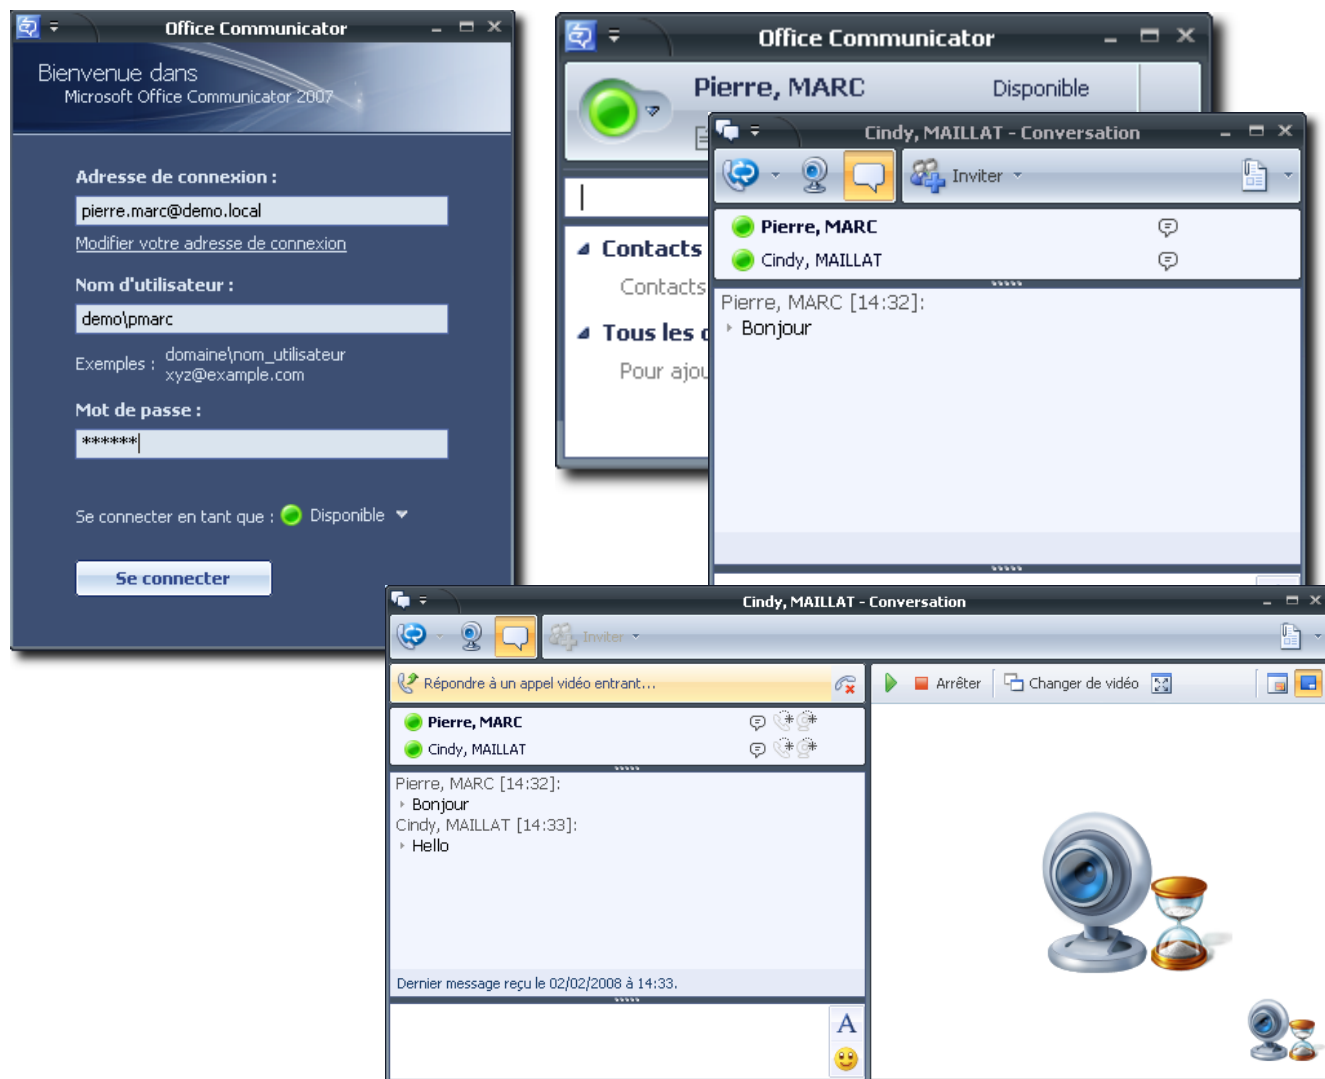 Office Communicator
Bienvenue dans
Microsoft Office Communicator 2007
Adresse de connexion :
pierre.marc@demo.local
Modifier votre adresse de connexion
Nom d'utilisateur :
demo\pmarc
Exemples : domaine\nom_utilisateur
xyz@example.com
Mot de passe :
******
Se connecter en tant que : Disponible
Se connecter
Office Communicator
Pierre, MARC Disponible
Contacts
Contacts
Tous les
Pour
Cindy, MAILLAT - Conversation
Inviter
Pierre, MARC
Cindy, MAILLAT
Pierre, MARC [14:32]:
Bonjour
Cindy, MAILLAT - Conversation
Inviter
Répondre à un appel vidéo entrant...
Arrêter Changer de vidéo
Pierre, MARC
Cindy, MAILLAT
Pierre, MARC [14:32]:
Bonjour
Cindy, MAILLAT [14:33]:
Hello
Dernier message reçu le 02/02/2008 à 14:33.
A